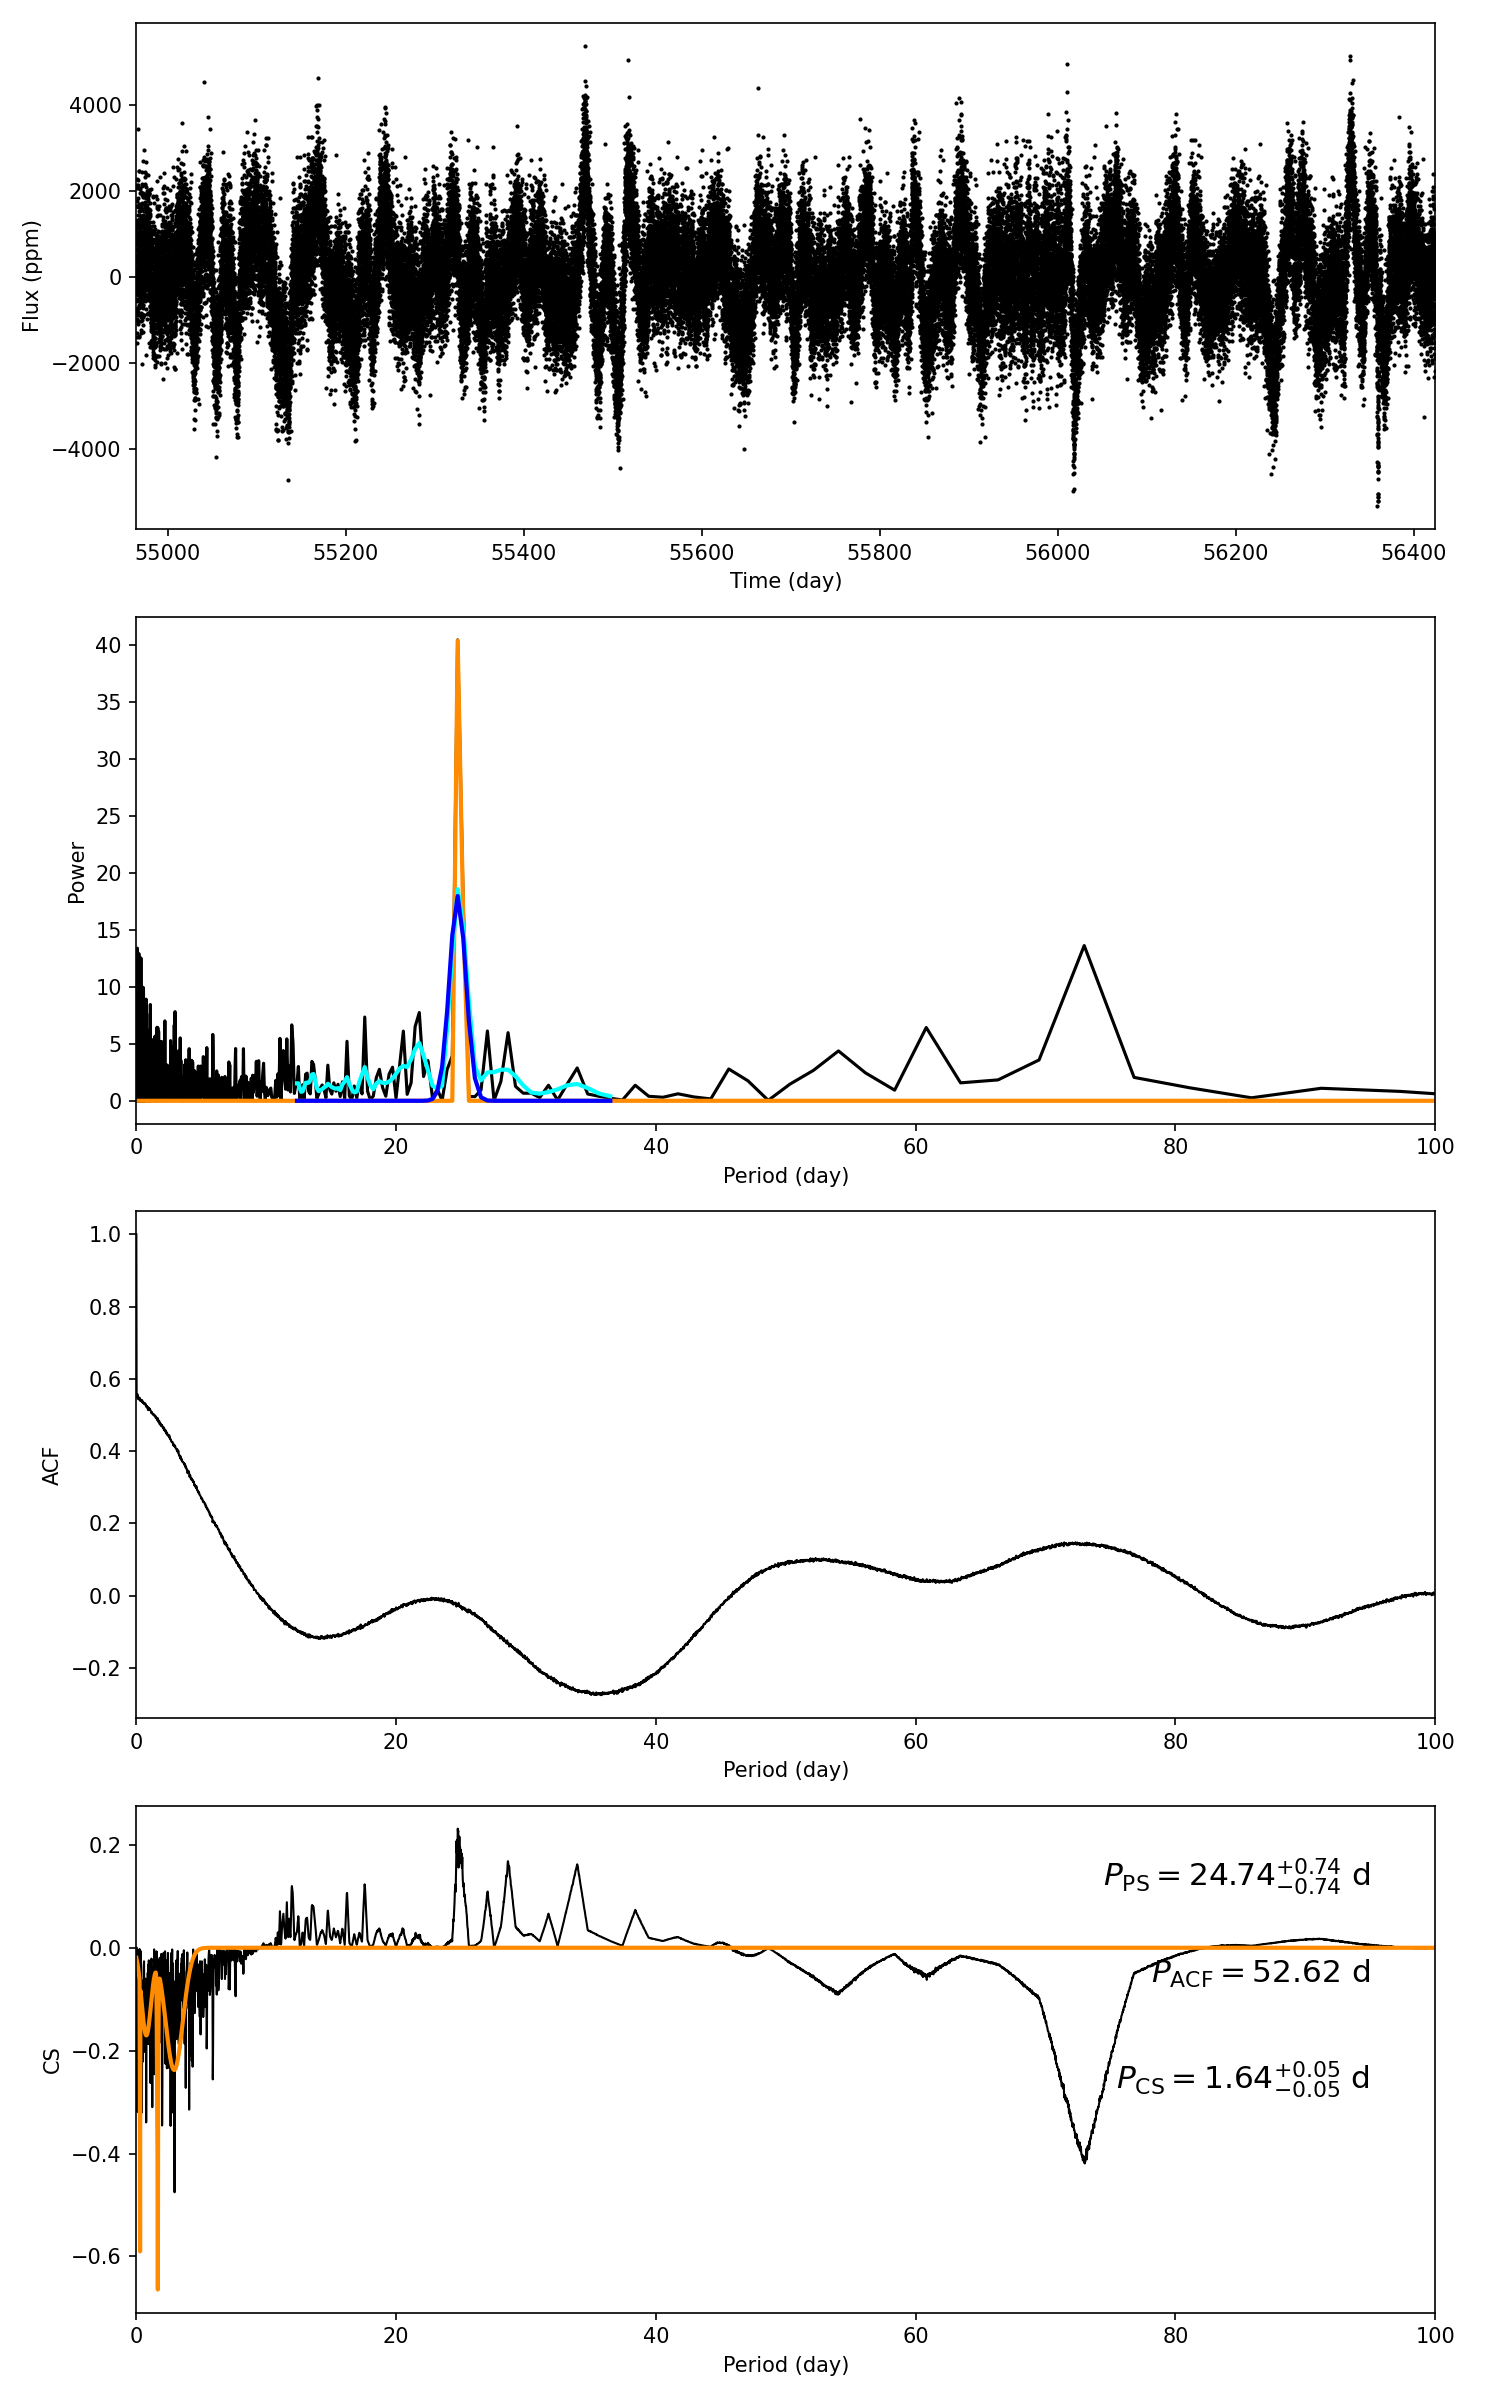 4000
2000
0
−2000
−4000
Flux (ppm)
55000 55200 55400 55600 55800 56000 56200 56400
Time (day)
40
35
30
25
20
15
10
5
0
Power
0 20 40 60 80 100
Period (day)
1.0
0.8
0.6
0.4
0.2
0.0
−0.2
ACF
0 20 40 60 80 100
Period (day)
0.2
0.0
−0.2
−0.4
−0.6
CS
P_PS = 24.74^{+0.74}_{−0.74} d
P_ACF = 52.62 d
P_CS = 1.64^{+0.05}_{−0.05} d
0 20 40 60 80 100
Period (day)